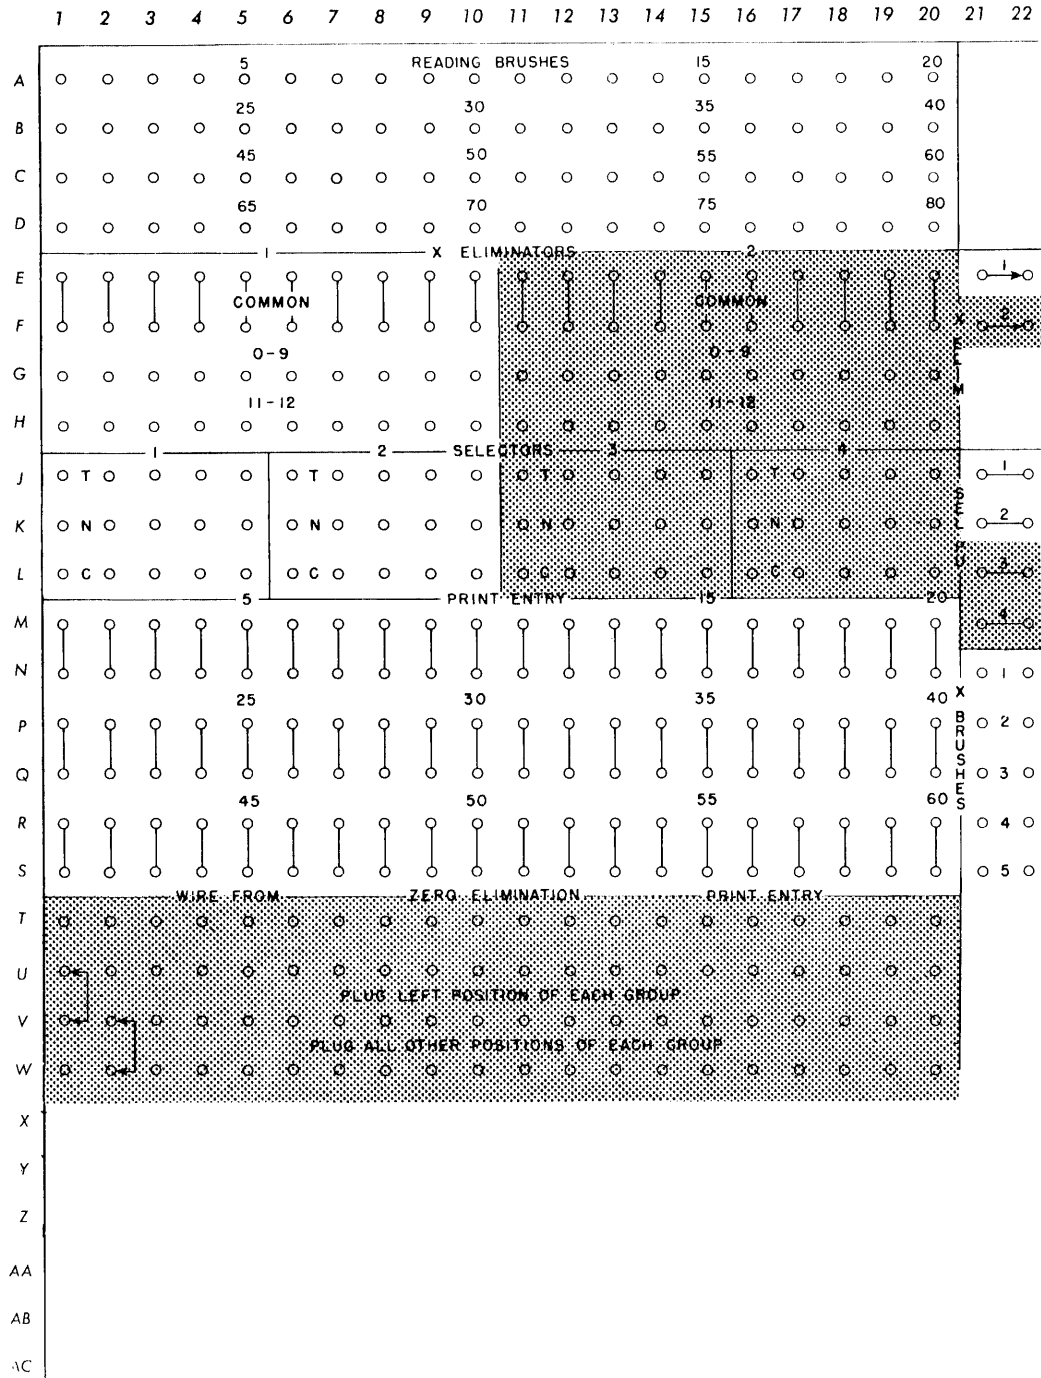 1 2 3 4 5 6 7 8 9 10 11 12 13 14 15 16 17 18 19 20 21 22
5 READING BRUSHES 15 20
A
25 30 35 40
B
45 50 55 60
C
65 70 75 80
D
1 X ELIMINATORS 2
E 1
COMMON COMMON
F 2
0-9 0-9
G
11-12 11-12
H
X ELIM
1 2 SELECTORS 3 4
J T T T T 1
K N N N N 2
L C C C C 3
SEL PU
5 PRINT ENTRY 15 20
M 4
N 1
25 30 35 40
P 2
Q 3
X BRUSHES
45 50 55 60
R 4
S 5
WIRE FROM ZERO ELIMINATION PRINT ENTRY
T
U
PLUG LEFT POSITION OF EACH GROUP
V
PLUG ALL OTHER POSITIONS OF EACH GROUP
W
X
Y
Z
AA
AB
AC